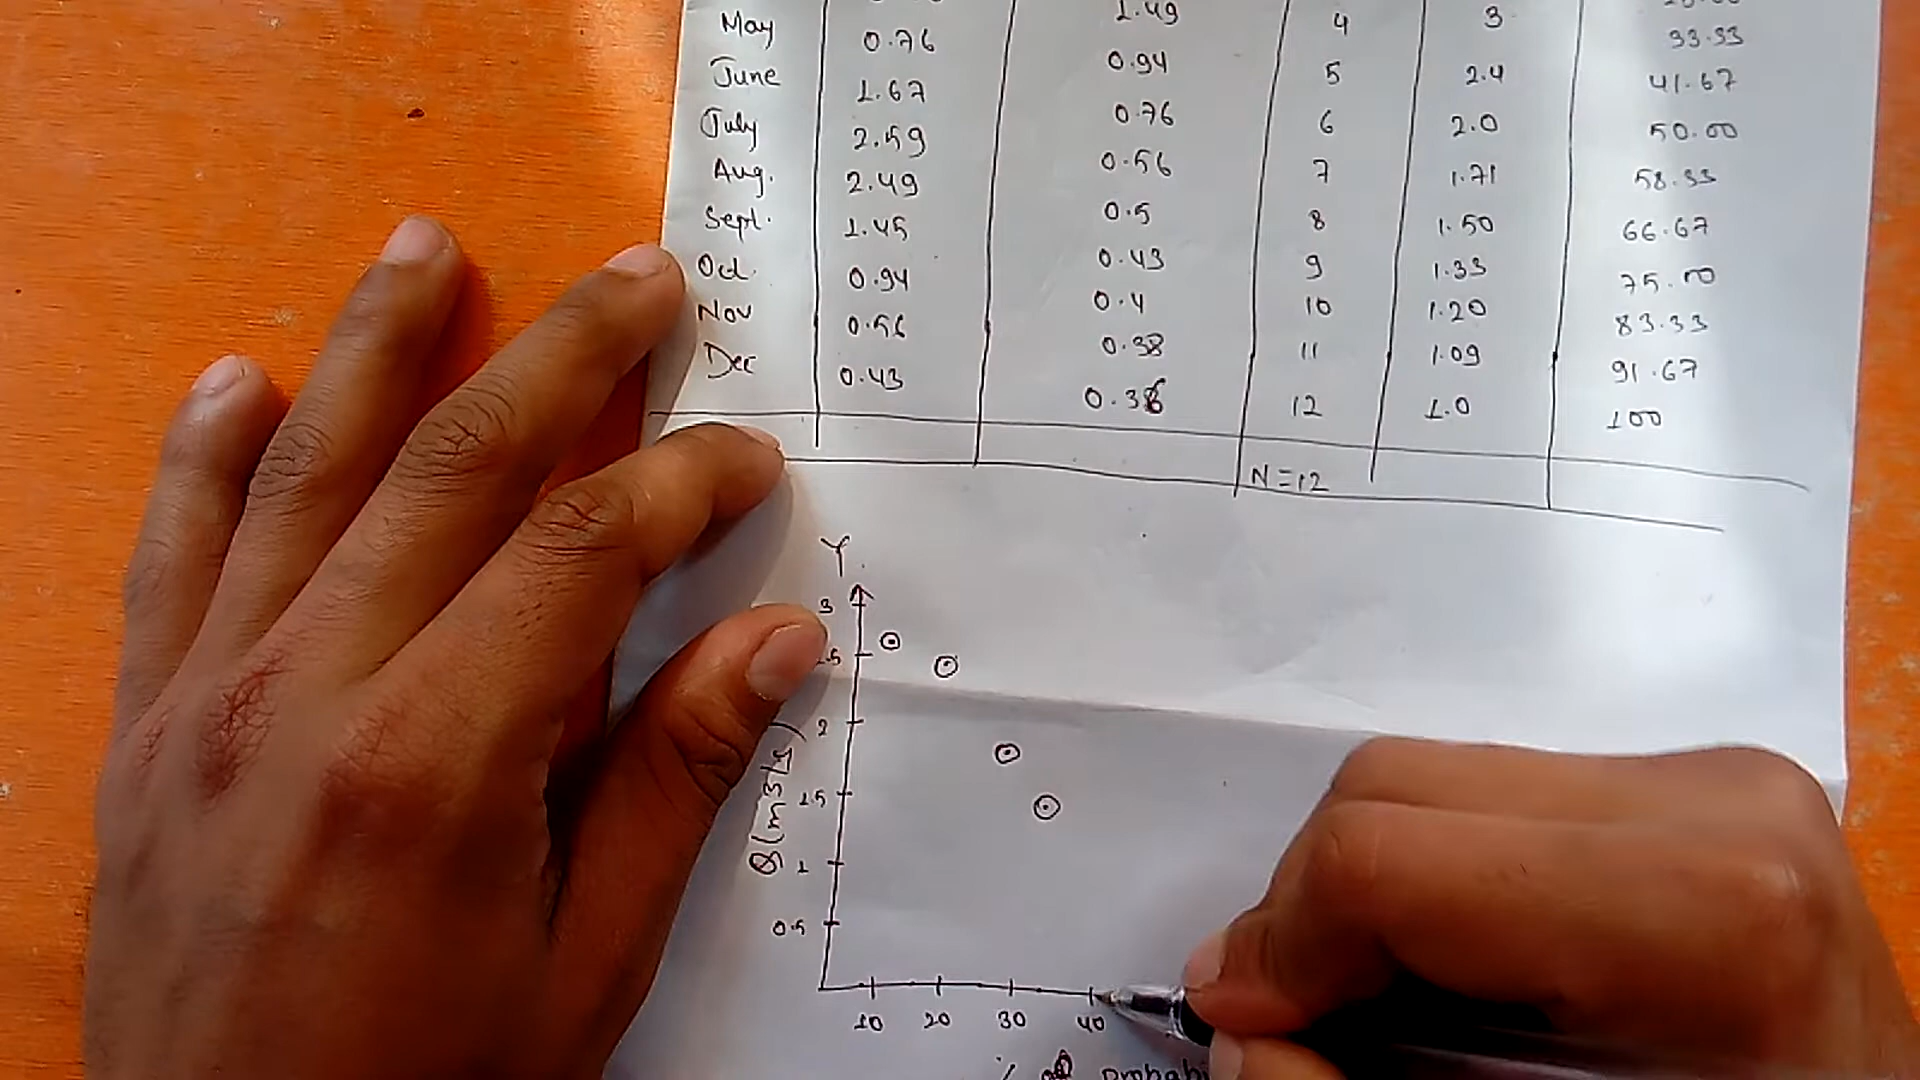 1.49 4 3
May 0.76 33.33
0.94 5 2.4 41.67
June 1.67
0.76 6 2.0 50.00
July 2.59
0.56 7 1.71 58.33
Aug. 2.49
0.5 8 1.50 66.67
Sept. 1.45
0.43 9 1.33 75.00
Oct. 0.94
0.4 10 1.20 83.33
Nov 0.56
0.38 11 1.09 91.67
Dec 0.43
0.36 12 1.0 100
N=12
Y
3
2
1.5
1
0.5
Q(m3/s)
10 20 30 40
%